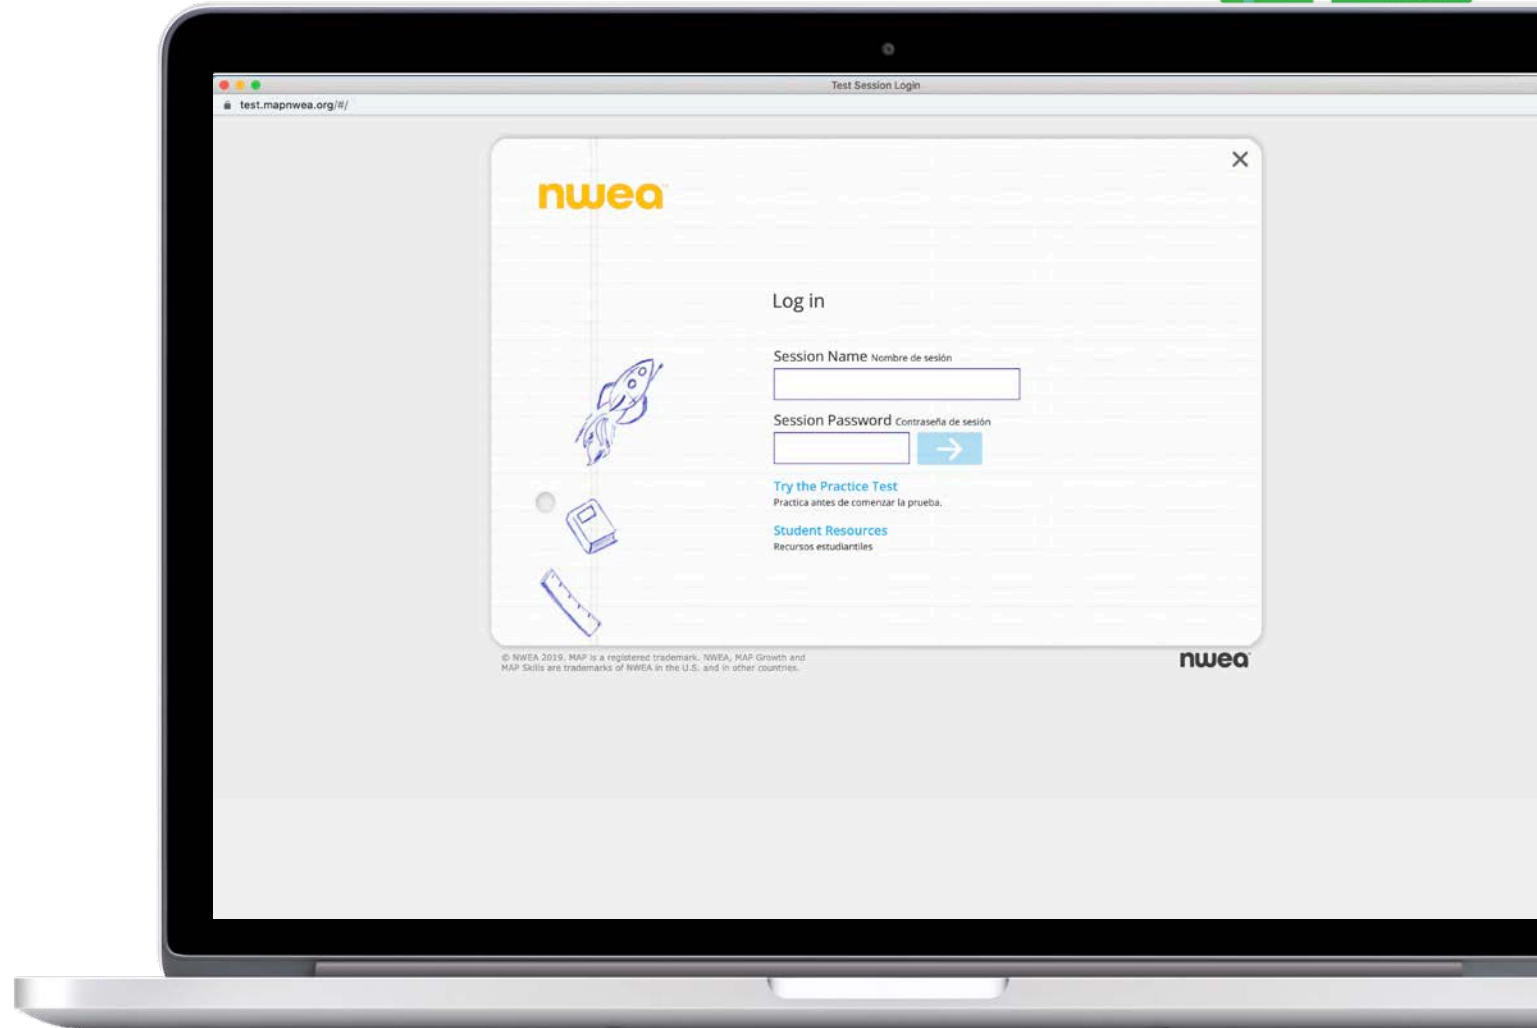 Test Session Login
test.mapnwea.org/#/
nwea
Log in
Session Name Nombre de sesión
Session Password Contraseña de sesión
Try the Practice Test
Practica antes de comenzar la prueba.
Student Resources
Recursos estudiantiles
© NWEA 2019. MAP is a registered trademark. NWEA, MAP Growth and
MAP Skills are trademarks of NWEA in the U.S. and in other countries.
nwea